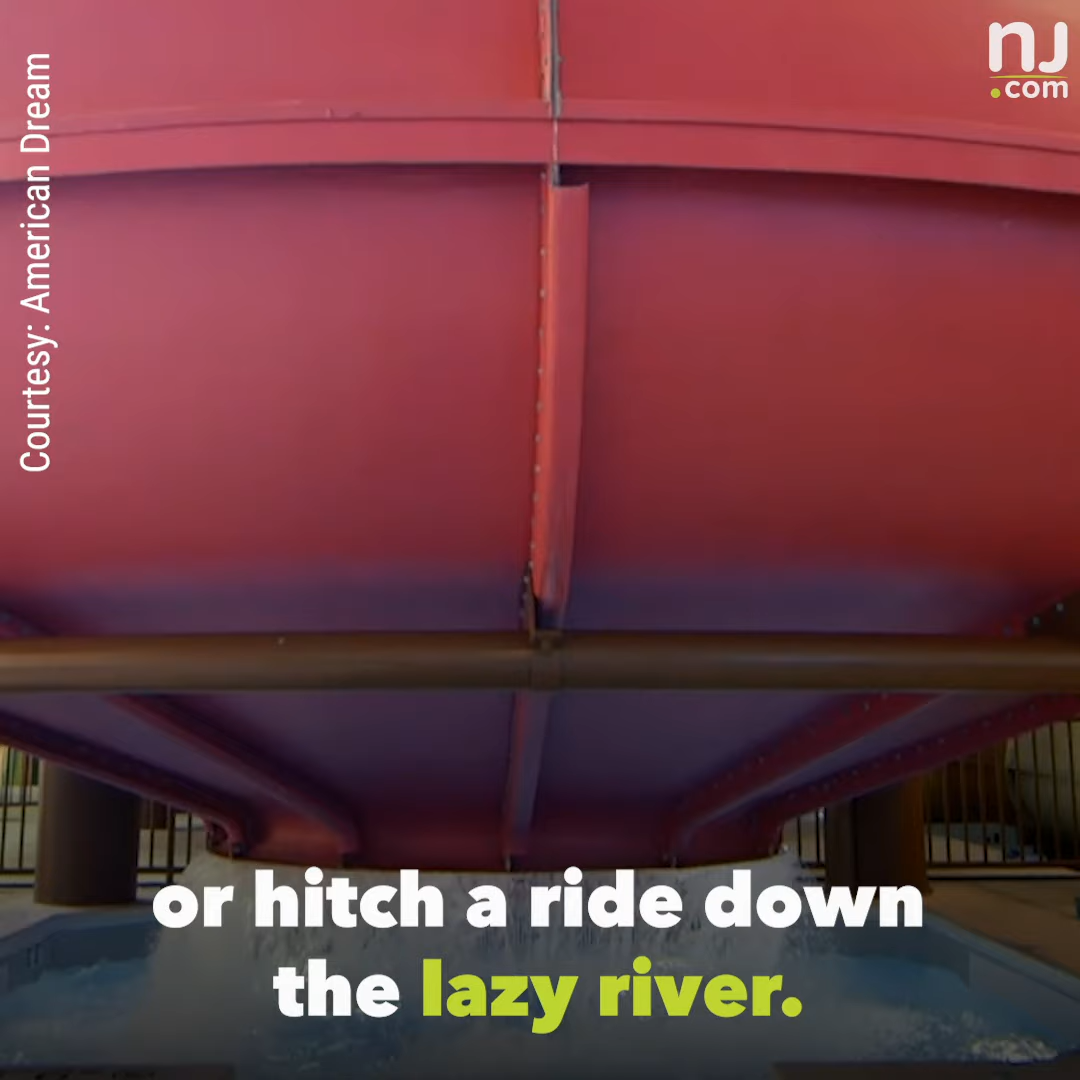 nj
.com
Courtesy: American Dream
or hitch a ride down
the lazy river.